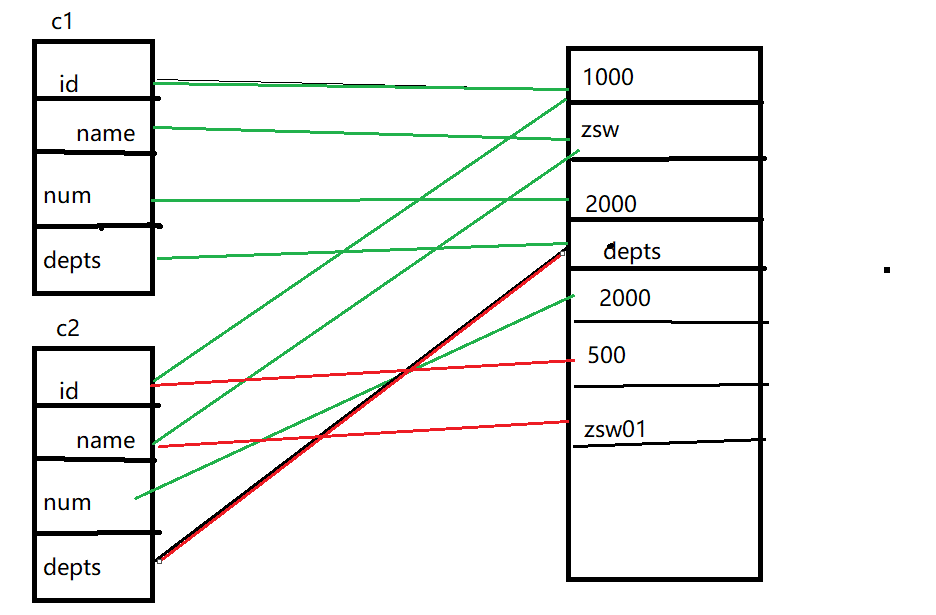 c1
id
name
num
depts
c2
id
name
num
depts
1000
zsw
2000
depts
2000
500
zsw01